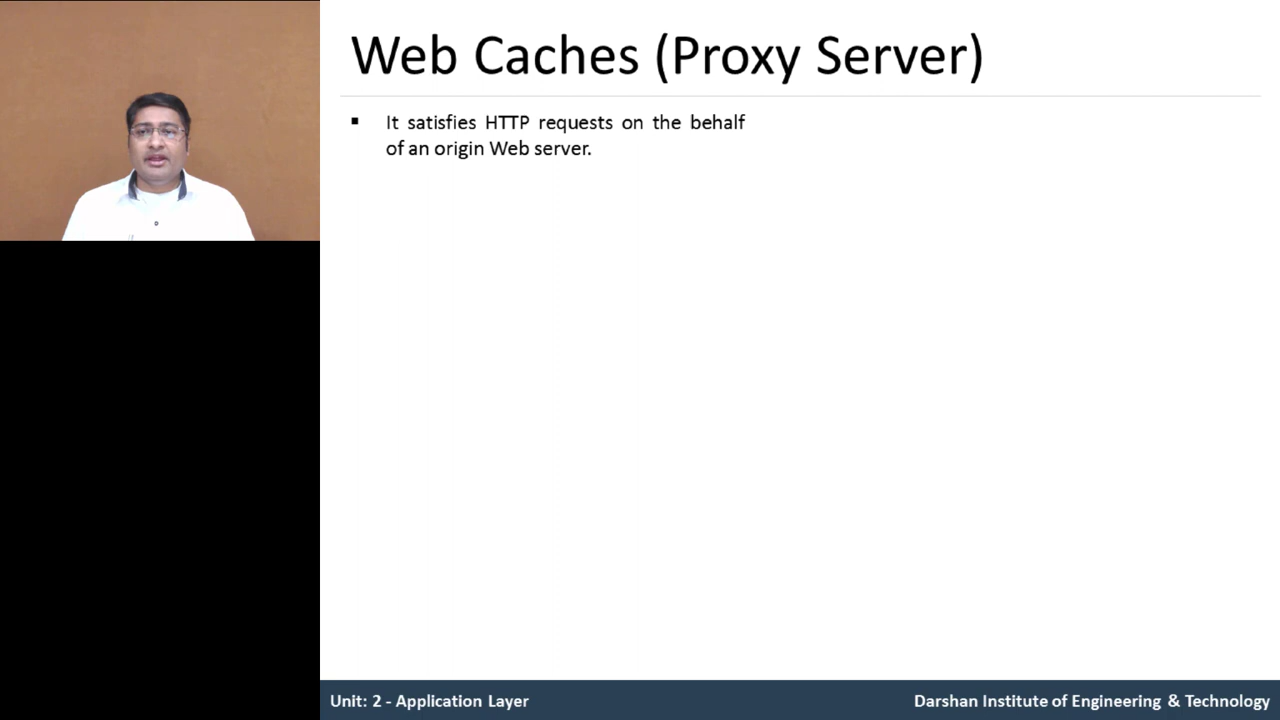 Web Caches (Proxy Server)
▪ It satisfies HTTP requests on the behalf
of an origin Web server.
Unit: 2 - Application Layer
Darshan Institute of Engineering & Technology